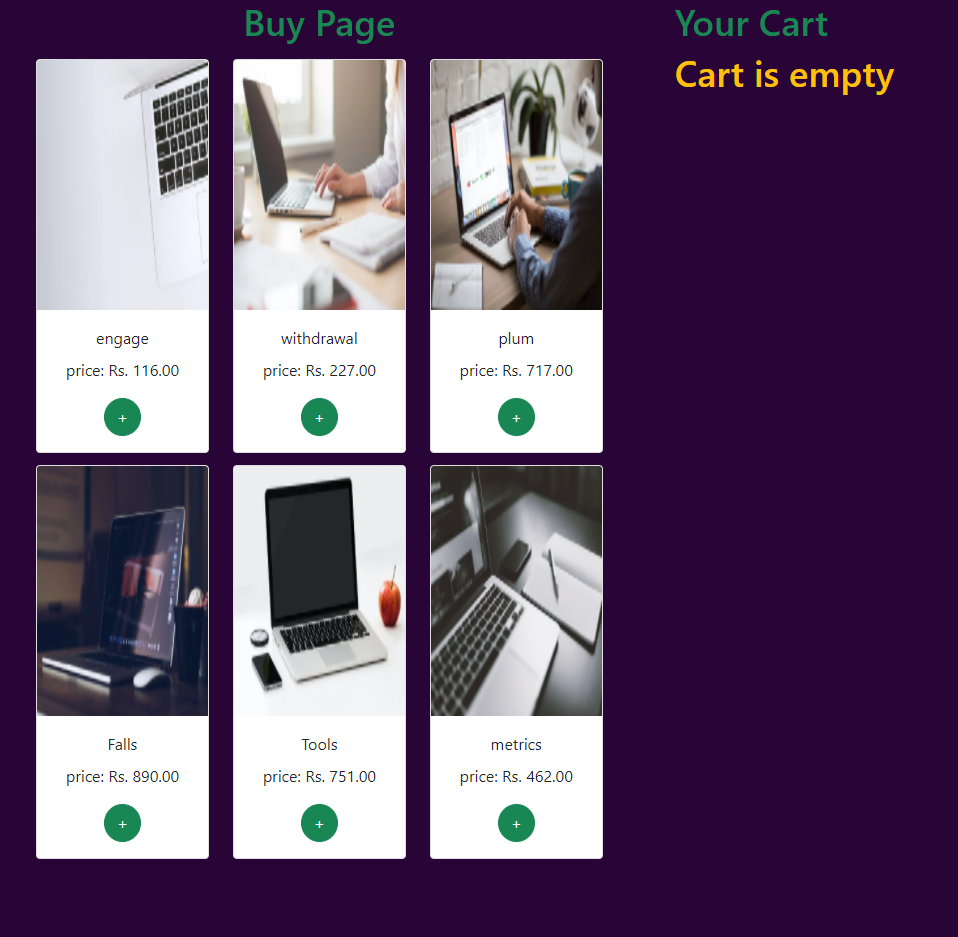 Buy Page
Your Cart
Cart is empty
engage
price: Rs. 116.00
+
withdrawal
price: Rs. 227.00
+
plum
price: Rs. 717.00
+
Falls
price: Rs. 890.00
+
Tools
price: Rs. 751.00
+
metrics
price: Rs. 462.00
+